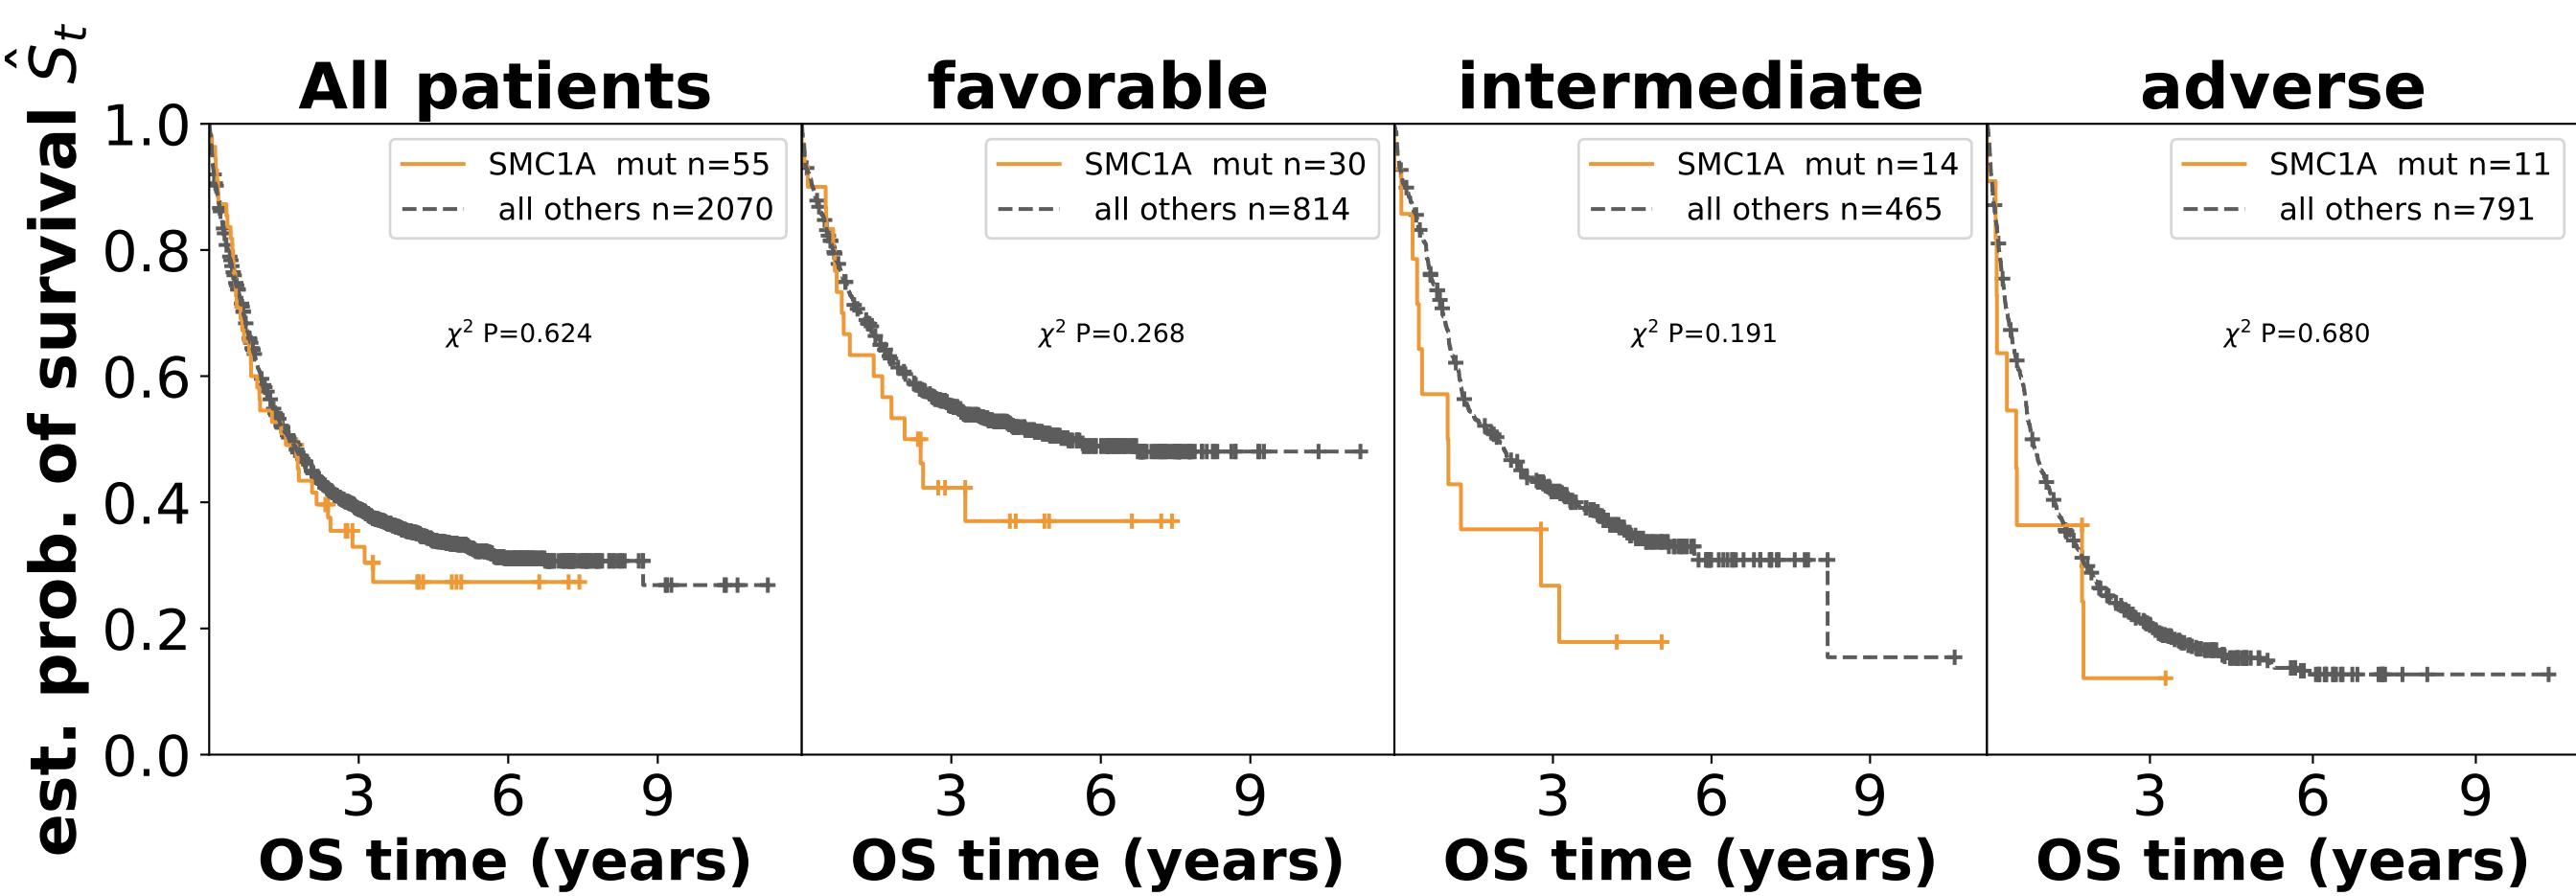 est. prob. of survival Ŝt
All patients
favorable
intermediate
adverse
1.0
0.8
0.6
0.4
0.2
0.0
SMC1A mut n=55
all others n=2070
χ² P=0.624
3 6 9
OS time (years)
SMC1A mut n=30
all others n=814
χ² P=0.268
3 6 9
OS time (years)
SMC1A mut n=14
all others n=465
χ² P=0.191
3 6 9
OS time (years)
SMC1A mut n=11
all others n=791
χ² P=0.680
3 6 9
OS time (years)